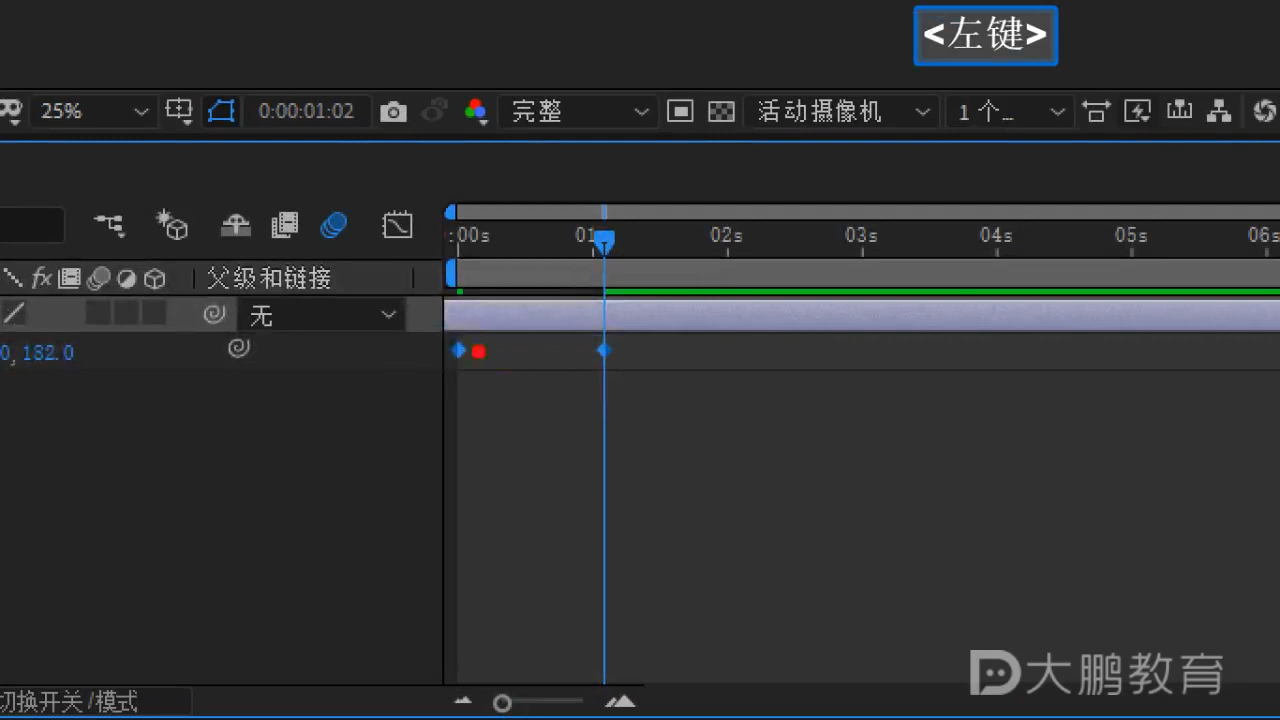 <左键>
25%
0:00:01:02
完整
活动摄像机
1 个…
:00s
01
02s
03s
04s
05s
06s
fx
父级和链接
无
0, 182.0
切换开关/模式
大鹏教育